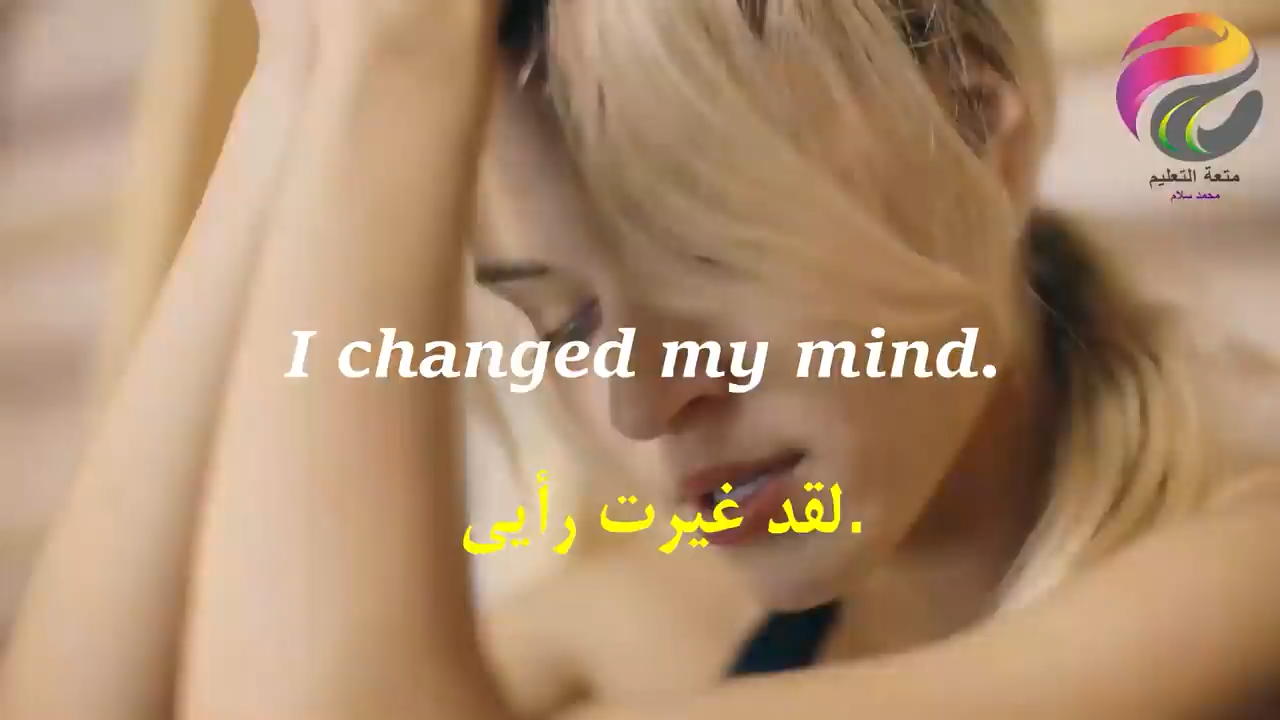 متعة التعليم
محمد سلام
I changed my mind.
لقد غيرت رأيى.